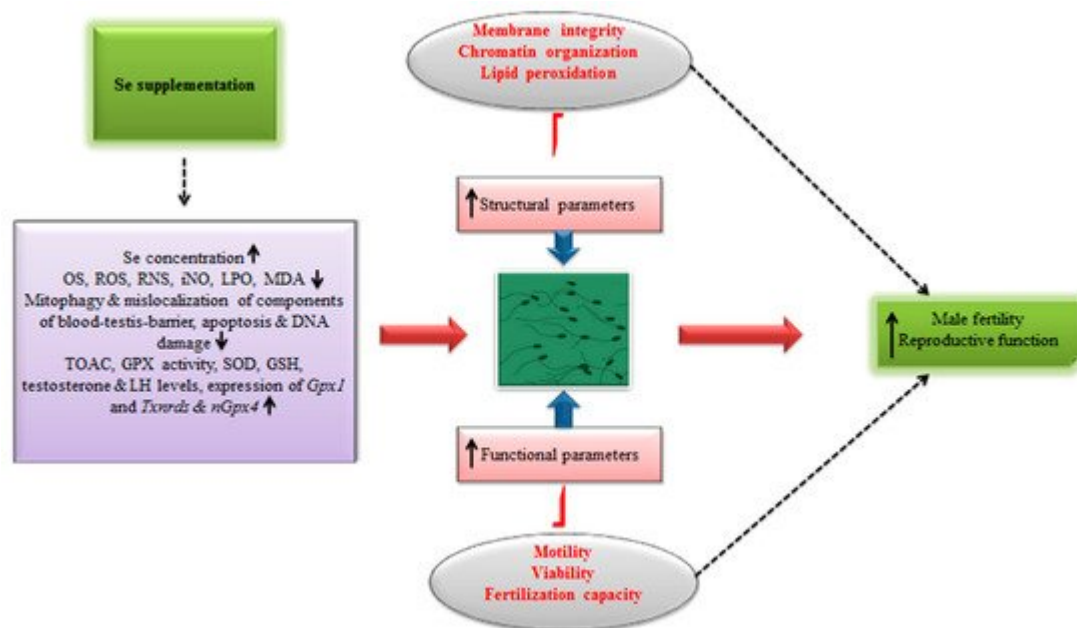 Se supplementation
Se concentration ↑
OS, ROS, RNS, iNO, LPO, MDA ↓
Mitophagy & mislocalization of components
of blood-testis-barrier, apoptosis & DNA
damage ↓
TOAC, GPX activity, SOD, GSH,
testosterone & LH levels, expression of Gpx1
and Txnrds & nGpx4 ↑
Membrane integrity
Chromatin organization
Lipid peroxidation
↑ Structural parameters
↑ Functional parameters
Motility
Viability
Fertilization capacity
↑ Male fertility
Reproductive function